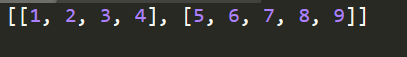 [[1, 2, 3, 4], [5, 6, 7, 8, 9]]